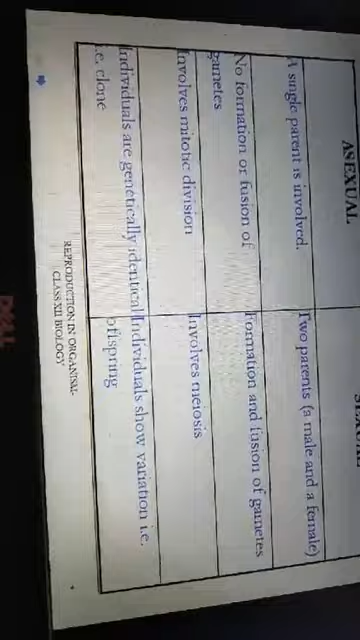 ASEXUAL
A single parent is involved.
Two parents (a male and a female)
No formation or fusion of
gametes
Formation and fusion of gametes
Involves mitotic division
Involves meiosis
Individuals are genetically identical
i.e. clone
Individuals show variation i.e.
offspring
REPRODUCTION IN ORGANISM-
CLASS XII BIOLOGY
DELL